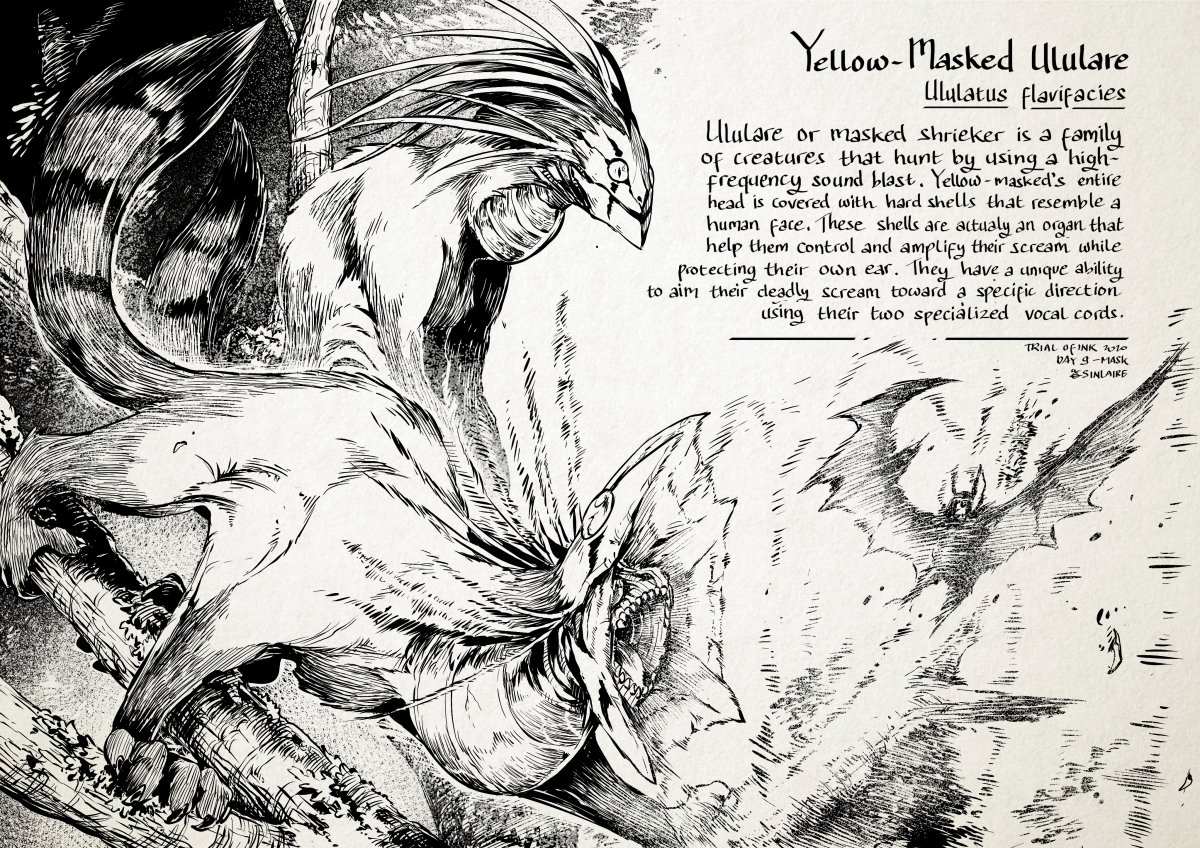 Yellow-Masked Ululare
Ululatus flavifacies
Ululare or masked shrieker is a family
of creatures that hunt by using a high-
frequency sound blast. Yellow-masked's entire
head is covered with hard shells that resemble a
human face. These shells are actualy an organ that
help them control and amplify their scream while
protecting their own ear. They have a unique ability
to aim their deadly scream toward a specific direction
using their two specialized vocal cords.
TRIAL OF INK 2020
DAY 9 - MASK
SINLAIRE